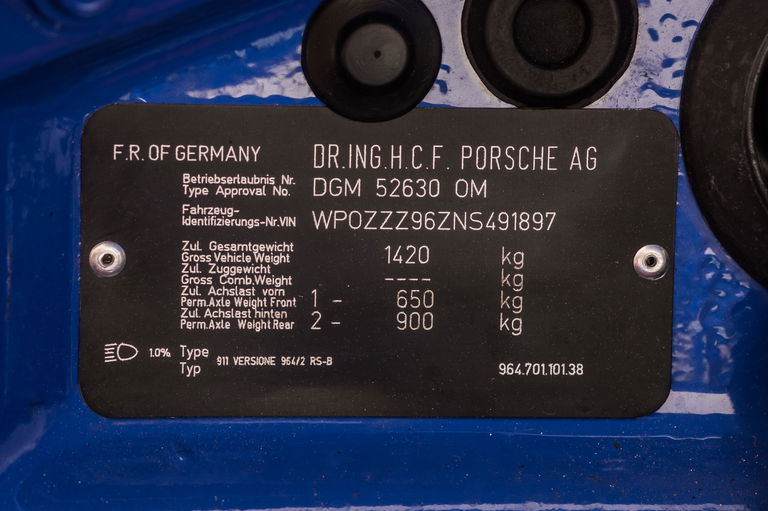 F.R. OF GERMANY DR.ING.H.C.F. PORSCHE AG
Betriebserlaubnis Nr.
Type Approval No. DGM 52630 OM
Fahrzeug-
Identifizierungs-Nr.VIN WP0ZZZ96ZNS491897
Zul. Gesamtgewicht
Gross Vehicle Weight 1420 kg
Zul. Zuggewicht
Gross Comb.Weight ---- kg
Zul. Achslast vorn
Perm.Axle Weight Front 1 - 650 kg
Zul. Achslast hinten
Perm.Axle Weight Rear 2 - 900 kg
1.0% Type
Typ 911 VERSIONE 964/2 RS-B 964.701.101.38